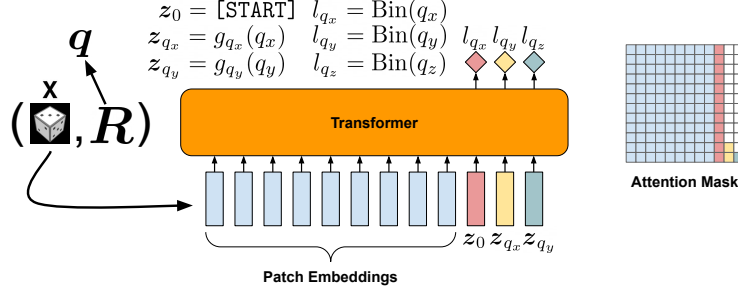 z_0 = [START] l_{q_x} = Bin(q_x)
z_{q_x} = g_{q_x}(q_x) l_{q_y} = Bin(q_y) l_{q_x} l_{q_y} l_{q_z}
z_{q_y} = g_{q_y}(q_y) l_{q_z} = Bin(q_z)
q
x
( , R)
Transformer
Attention Mask
z_0 z_{q_x} z_{q_y}
Patch Embeddings